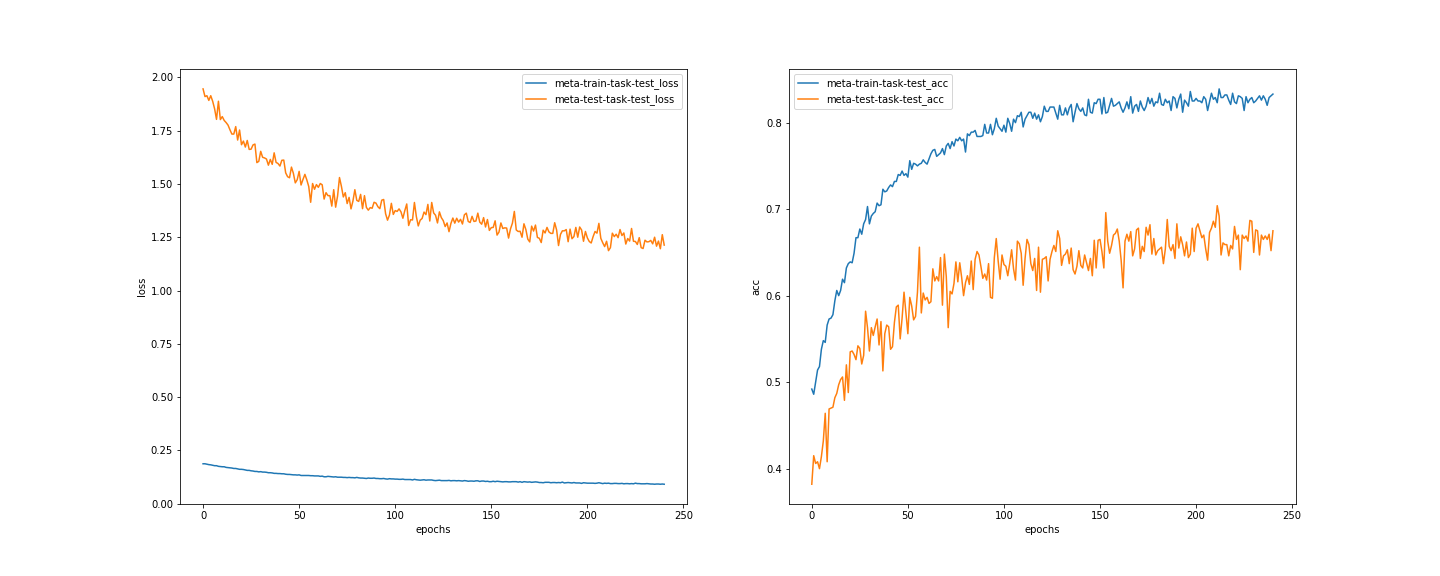 2.00
1.75
1.50
1.25
1.00
0.75
0.50
0.25
0.00
loss
0 50 100 150 200 250
epochs
meta-train-task-test_loss
meta-test-task-test_loss
0.8
0.7
0.6
0.5
0.4
acc
0 50 100 150 200 250
epochs
meta-train-task-test_acc
meta-test-task-test_acc